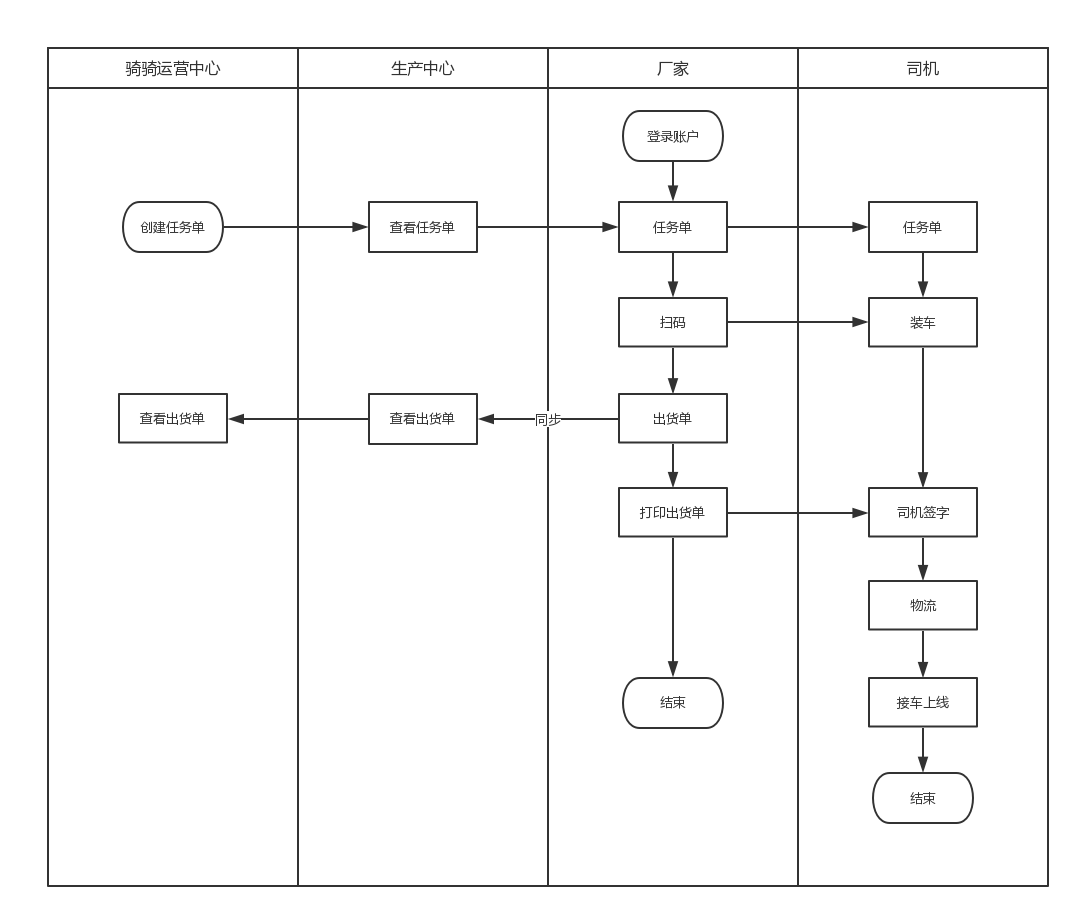 骑骑运营中心
生产中心
厂家
司机
登录账户
创建任务单
查看任务单
任务单
任务单
扫码
装车
查看出货单
查看出货单
同步
出货单
打印出货单
司机签字
物流
结束
接车上线
结束